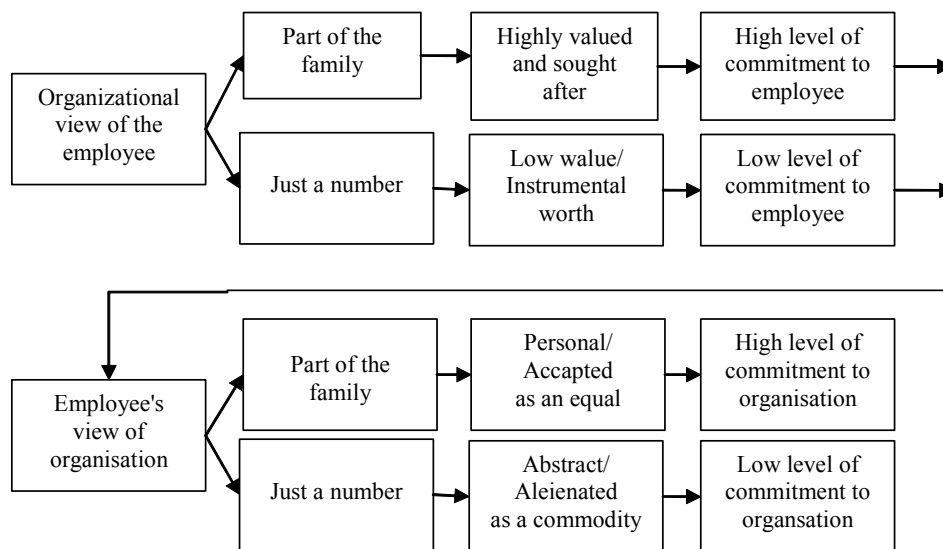 Organizational
view of the
employee
Part of the
family
Highly valued
and sought
after
High level of
commitment to
employee
Just a number
Low walue/
Instrumental
worth
Low level of
commitment to
employee
Employee's
view of
organisation
Part of the
family
Personal/
Accapted
as an equal
High level of
commitment to
organisation
Just a number
Abstract/
Aleienated
as a commodity
Low level of
commitment to
organsation